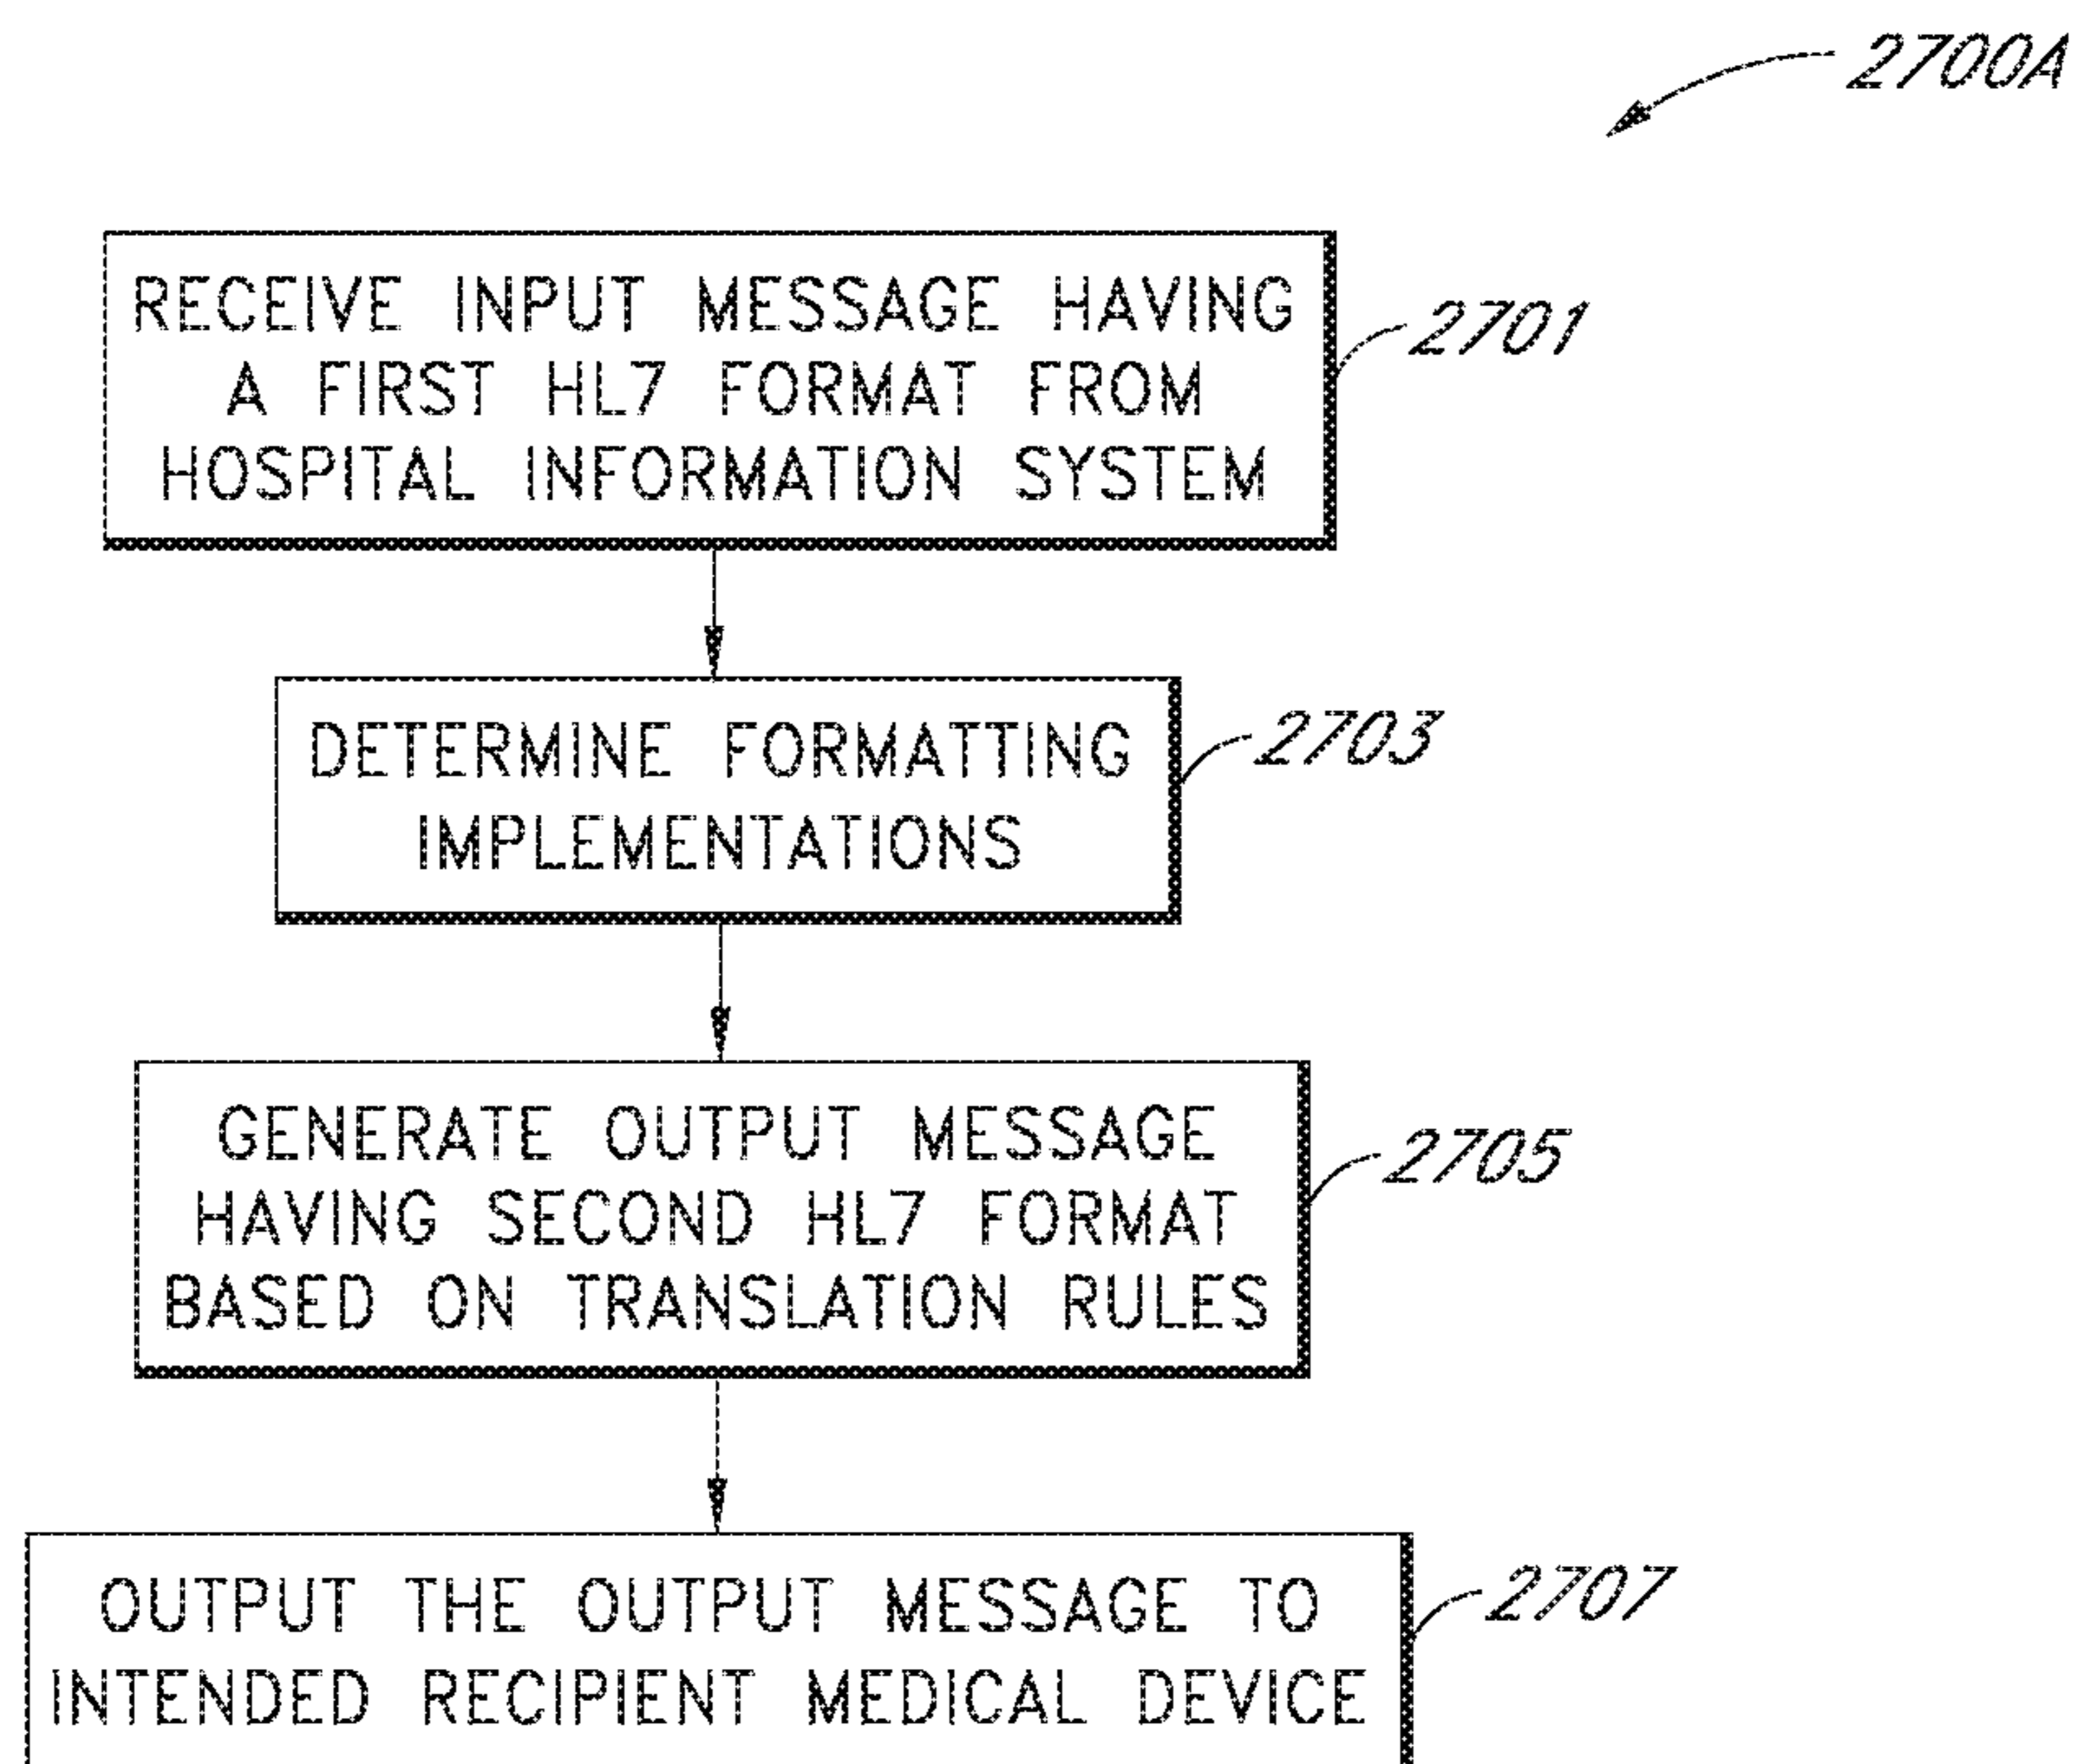 2700A
RECEIVE INPUT MESSAGE HAVING
A FIRST HL7 FORMAT FROM
HOSPITAL INFORMATION SYSTEM
2701
DETERMINE FORMATTING
IMPLEMENTATIONS
2703
GENERATE OUTPUT MESSAGE
HAVING SECOND HL7 FORMAT
BASED ON TRANSLATION RULES
2705
OUTPUT THE OUTPUT MESSAGE TO
INTENDED RECIPIENT MEDICAL DEVICE
2707